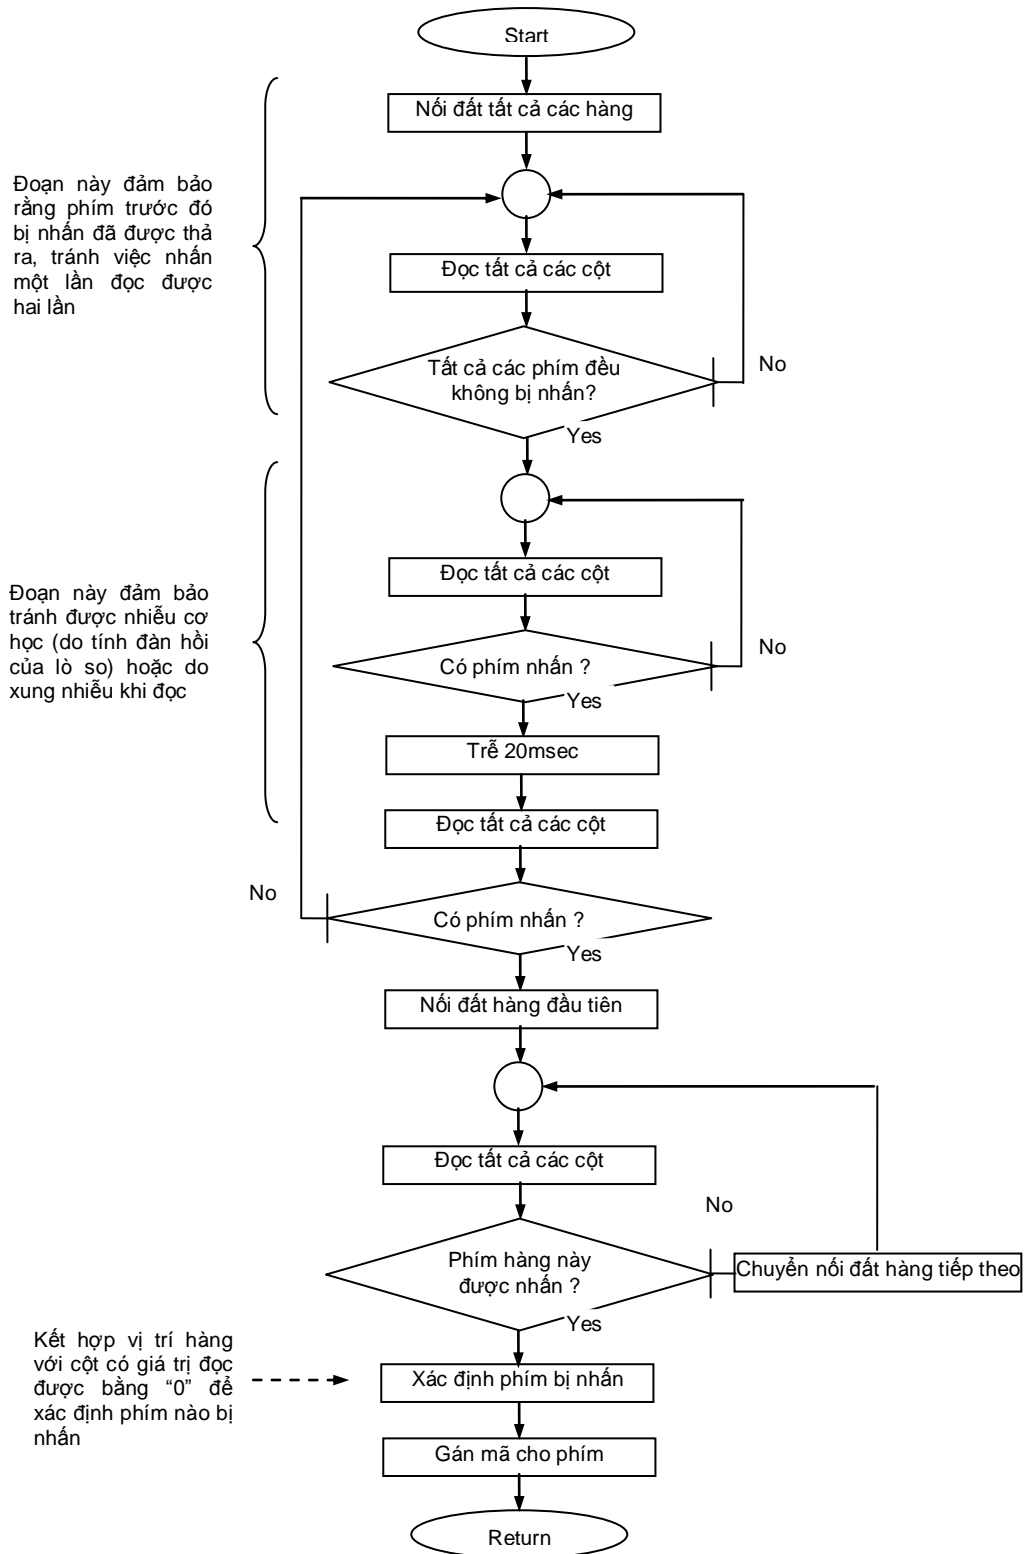 Start
Nối đất tất cả các hàng
Đoạn này đảm bảo
rằng phím trước đó
bị nhấn đã được thả
ra, tránh việc nhấn
một lần đọc được
hai lần
Đọc tất cả các cột
Tất cả các phím đều
không bị nhấn?
No
Yes
Đọc tất cả các cột
Đoạn này đảm bảo
tránh được nhiễu cơ
học (do tính đàn hồi
của lò so) hoặc do
xung nhiễu khi đọc
Có phím nhấn ?
No
Yes
Trễ 20msec
Đọc tất cả các cột
No
Có phím nhấn ?
Yes
Nối đất hàng đầu tiên
Đọc tất cả các cột
No
Phím hàng này
được nhấn ?
Chuyển nối đất hàng tiếp theo
Yes
Kết hợp vị trí hàng
với cột có giá trị đọc
được bằng “0” để
xác định phím nào bị
nhấn
Xác định phím bị nhấn
Gán mã cho phím
Return